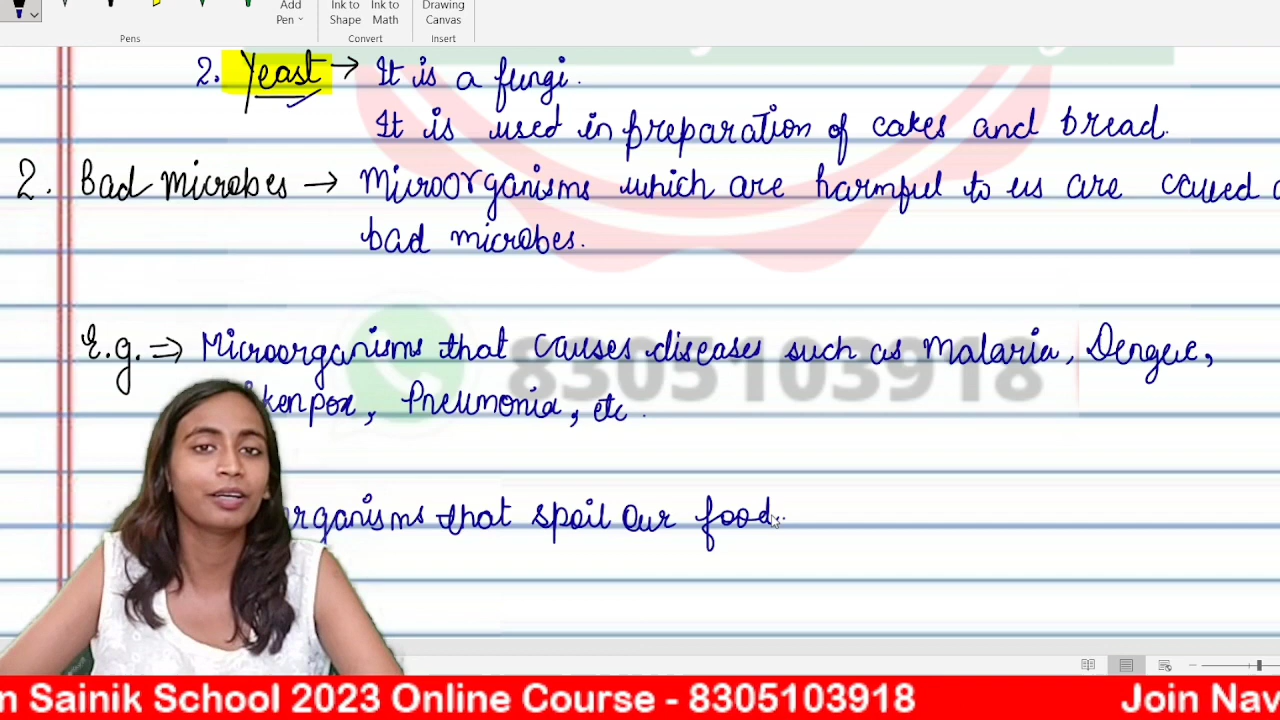 Add
Pen
Ink to
Shape
Ink to
Math
Drawing
Canvas
Pens
Convert
Insert
2. Yeast → It is a fungi.
It is used in preparation of cakes and bread.
2. Bad microbes → Microorganisms which are harmful to us are called
bad microbes.
E.g. ⇒ Microorganisms that causes diseases such as Malaria, Dengue,
kenpox, Pneumonia, etc.
organisms that spoil our food.
8305103918
n Sainik School 2023 Online Course - 8305103918 Join Nav